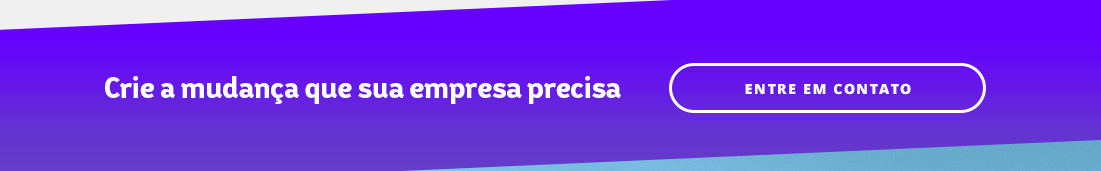 Crie a mudança que sua empresa precisa
ENTRE EM CONTATO